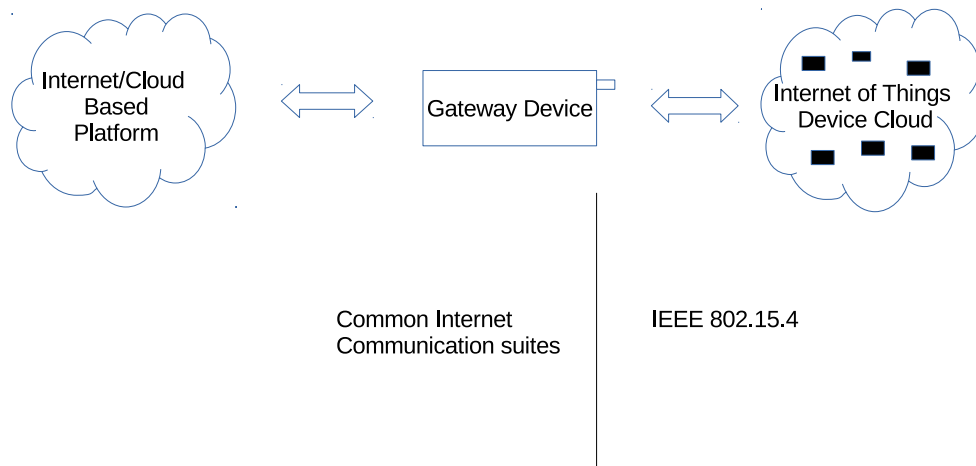 Internet/Cloud
Based
Platform
Gateway Device
Internet of Things
Device Cloud
Common Internet
Communication suites
IEEE 802.15.4